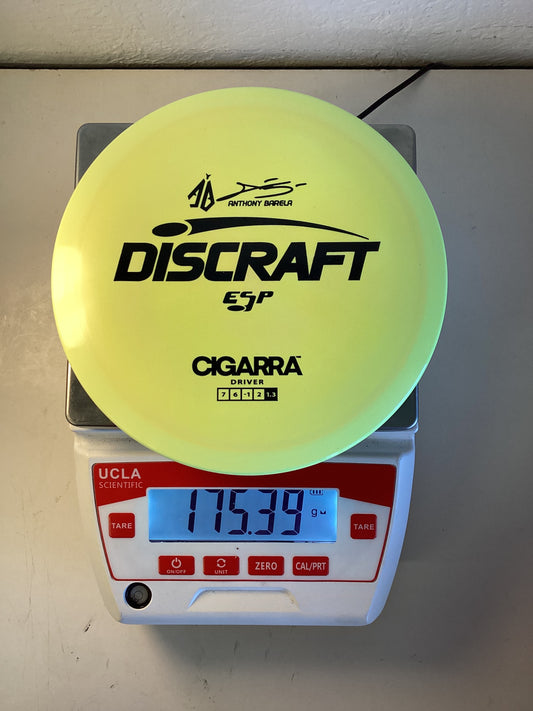 ANTHONY BARELA
DISCRAFT
ESP
CIGARRA™
DRIVER
7 6 -1 2 1.3
UCLA
SCIENTIFIC
175.39 g
TARE
TARE
ON/OFF
UNIT
ZERO
CAL/PRT